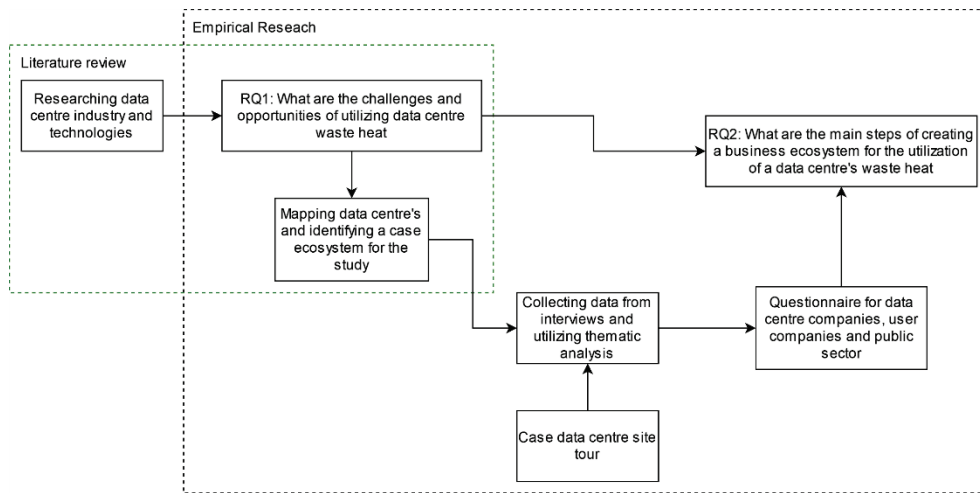 Empirical Reseach
Literature review
Researching data
centre industry and
technologies
RQ1: What are the challenges and
opportunities of utilizing data centre
waste heat
RQ2: What are the main steps of creating
a business ecosystem for the utilization
of a data centre's waste heat
Mapping data centre's
and identifying a case
ecosystem for the
study
Collecting data from
interviews and
utilizing thematic
analysis
Questionnaire for data
centre companies, user
companies and public
sector
Case data centre site
tour